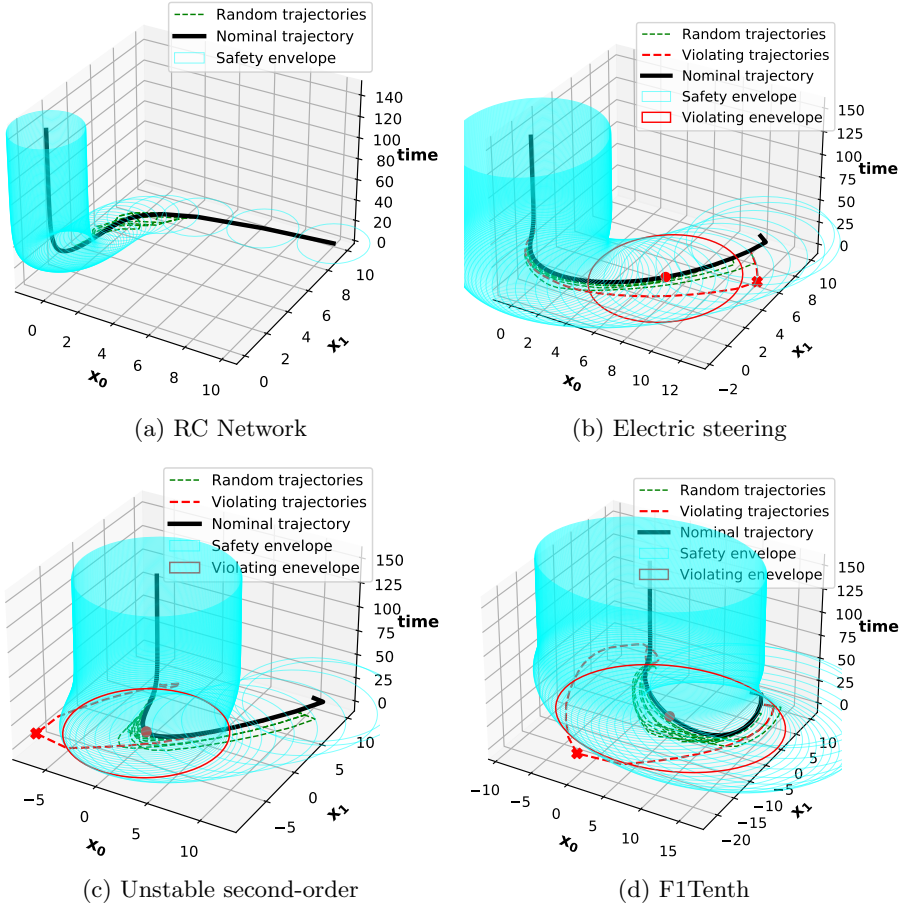 Random trajectories
Nominal trajectory
Safety envelope
140
120
100
80
60
40
20
0
time
0
2
4
6
8
10
x0
0
2
4
6
8
10
x1
(a) RC Network
Random trajectories
Violating trajectories
Nominal trajectory
Safety envelope
Violating enevelope
150
125
100
75
50
25
0
time
0
2
4
6
8
10
12
x0
−2
0
2
4
6
8
10
x1
(b) Electric steering
Random trajectories
Violating trajectories
Nominal trajectory
Safety envelope
Violating enevelope
150
125
100
75
50
25
0
time
−5
0
5
10
x0
−5
0
5
10
x1
(c) Unstable second-order
Random trajectories
Violating trajectories
Nominal trajectory
Safety envelope
Violating enevelope
150
125
100
75
50
25
0
time
−10
−5
0
5
10
15
x0
−20
−15
−10
−5
0
5
10
x1
(d) F1Tenth